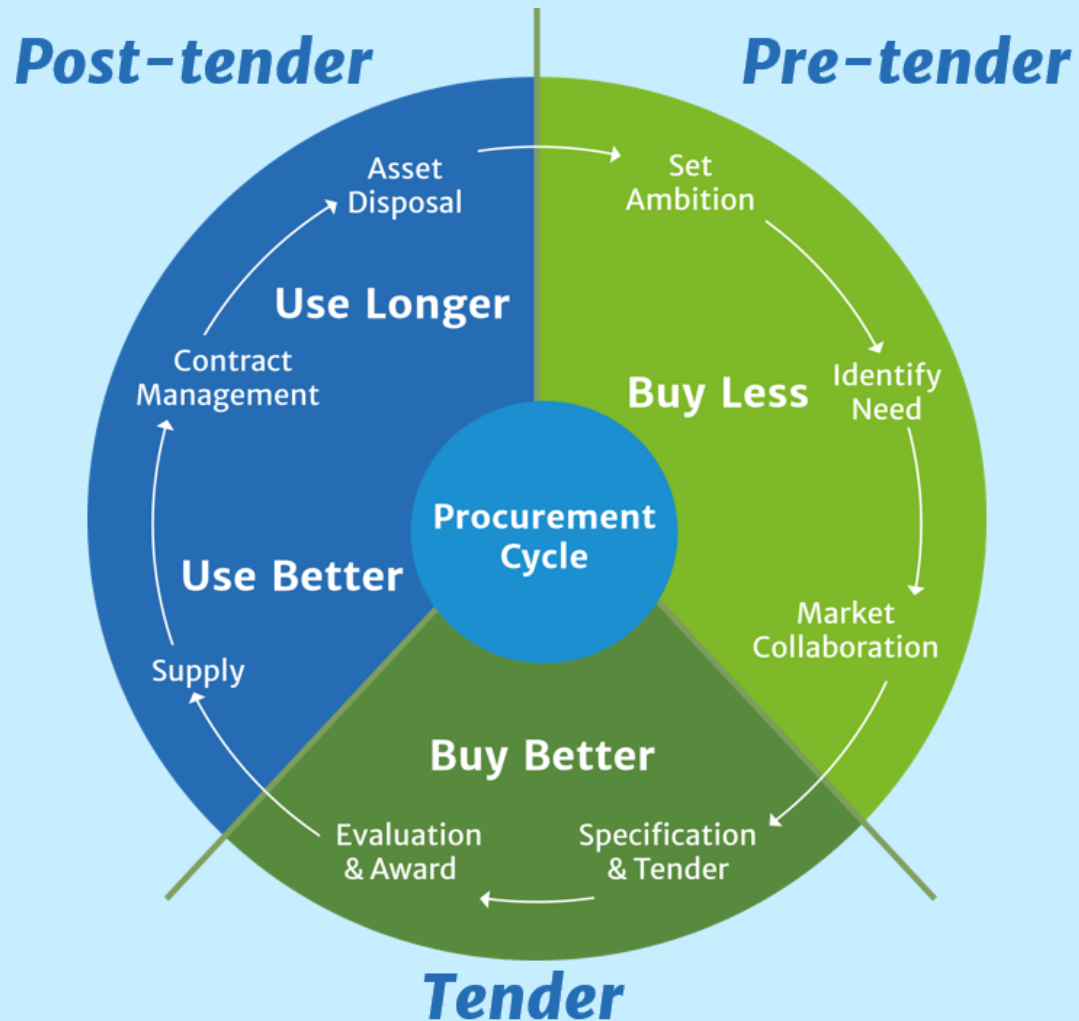 Post-tender
Pre-tender
Asset
Disposal
Set
Ambition
Use Longer
Contract
Management
Buy Less
Identify
Need
Procurement
Cycle
Use Better
Market
Collaboration
Supply
Buy Better
Evaluation
& Award
Specification
& Tender
Tender